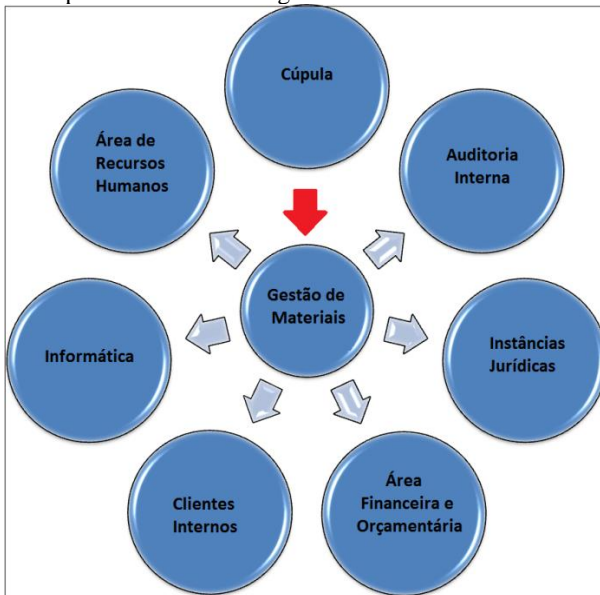 Cúpula
Área de
Recursos
Humanos
Auditoria
Interna
Gestão de
Materiais
Informática
Instâncias
Jurídicas
Clientes
Internos
Área
Financeira e
Orçamentária